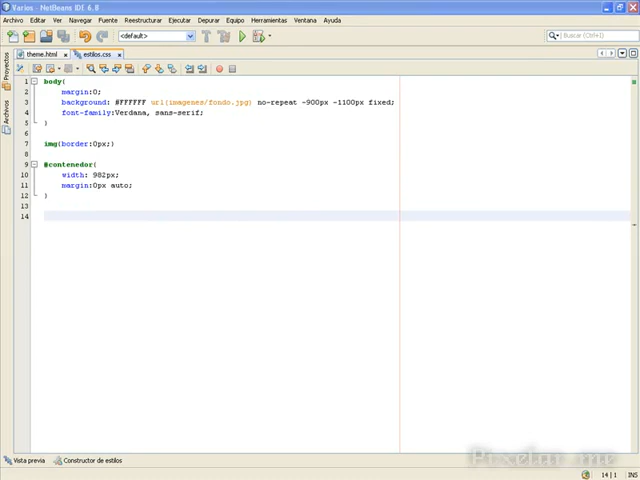 Varios - NetBeans IDE 6.8
Archivo Editar Ver Navegar Fuente Reestructurar Ejecutar Depurar Equipo Herramientas Ventana Ayuda
<default>
Buscar (Ctrl+I)
theme.html x estilos.css x
Proyectos
Archivos
1 body{
2 margin:0;
3 background: #FFFFFF url(imagenes/fondo.jpg) no-repeat -900px -1100px fixed;
4 font-family:Verdana, sans-serif;
5 }
6
7 img{border:0px;}
8
9 #contenedor{
10 width: 982px;
11 margin:0px auto;
12 }
13
14
Vista previa Constructor de estilos
Pixelar.me
14 | 1 INS